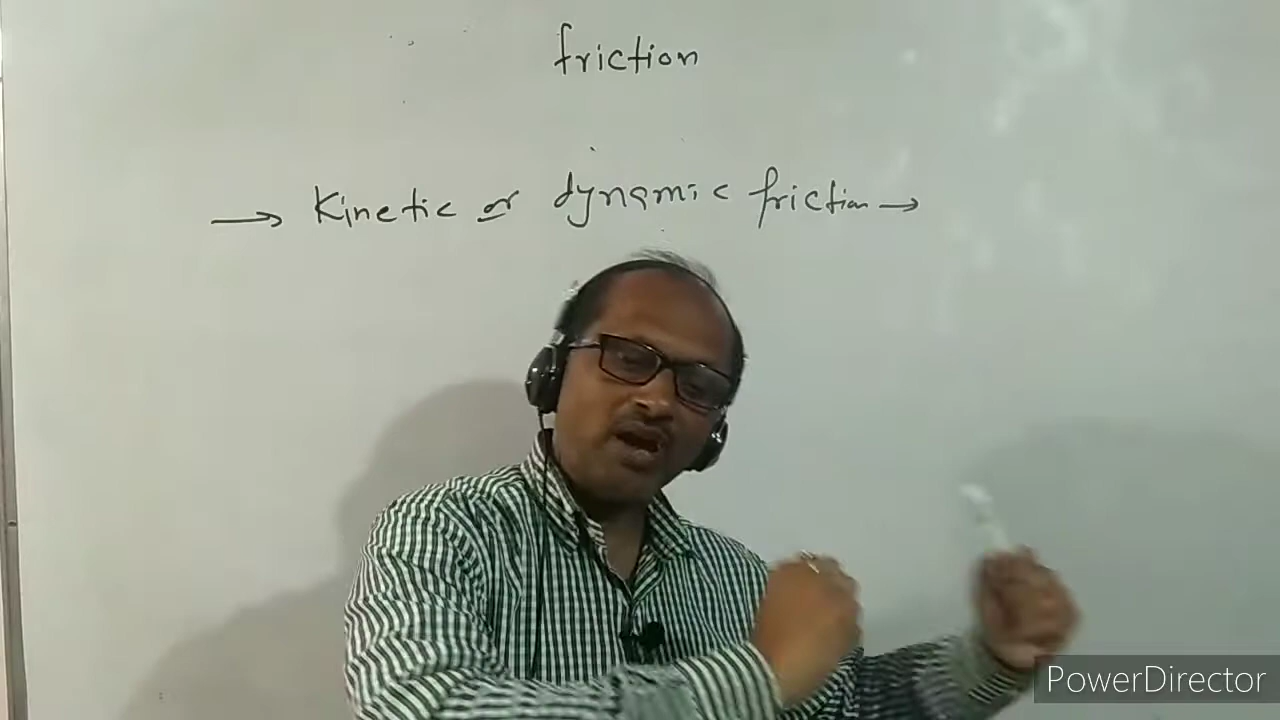 friction
→ Kinetic or dynamic friction →
PowerDirector